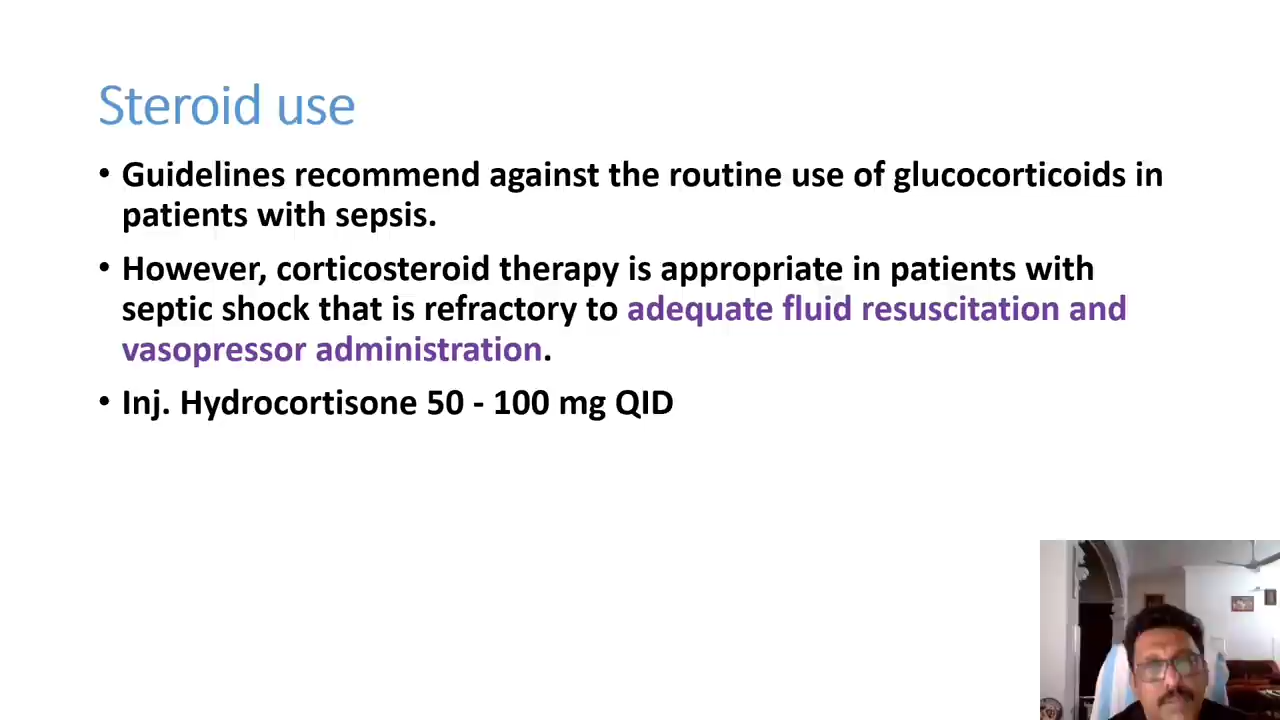 Steroid use
• Guidelines recommend against the routine use of glucocorticoids in
patients with sepsis.
• However, corticosteroid therapy is appropriate in patients with
septic shock that is refractory to adequate fluid resuscitation and
vasopressor administration.
• Inj. Hydrocortisone 50 - 100 mg QID